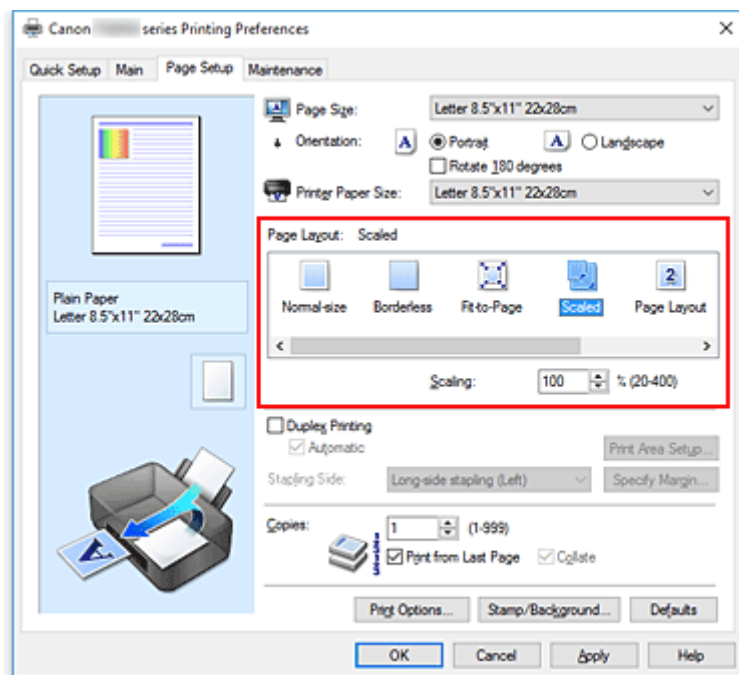 Canon series Printing Preferences
Quick Setup Main Page Setup Maintenance
Page Size: Letter 8.5"x11" 22x28cm
Orientation: A Portrait A Landscape
Rotate 180 degrees
Printer Paper Size: Letter 8.5"x11" 22x28cm
Page Layout: Scaled
Normal-size Borderless Fit-to-Page Scaled Page Layout
Scaling: 100 % (20-400)
Plain Paper
Letter 8.5"x11" 22x28cm
Duplex Printing
Automatic Print Area Setup...
Stapling Side: Long-side stapling (Left) Specify Margin...
Copies: 1 (1-999)
Print from Last Page Collate
Print Options... Stamp/Background... Defaults
OK Cancel Apply Help